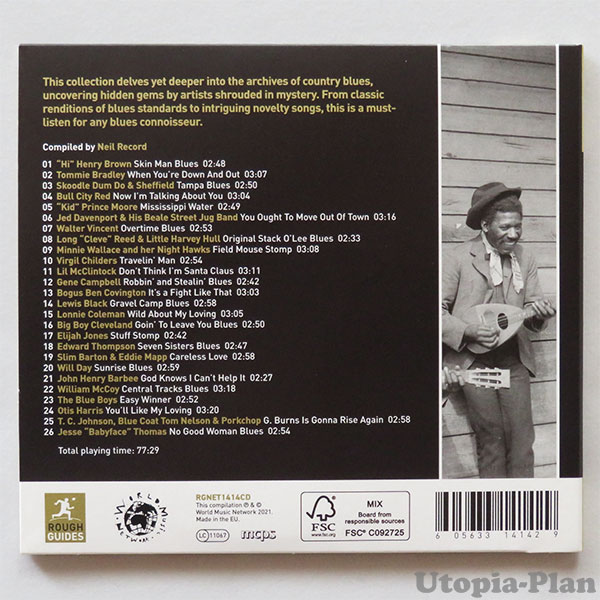 This collection delves yet deeper into the archives of country blues,
uncovering hidden gems by artists shrouded in mystery. From classic
renditions of blues standards to intriguing novelty songs, this is a must-
listen for any blues connoisseur.
Compiled by Neil Record
01 "Hi" Henry Brown Skin Man Blues 02:48
02 Tommie Bradley When You're Down And Out 03:07
03 Skoodle Dum Do & Sheffield Tampa Blues 02:50
04 Bull City Red Now I'm Talking About You 03:04
05 "Kid" Prince Moore Mississippi Water 02:49
06 Jed Davenport & His Beale Street Jug Band You Ought To Move Out Of Town 03:16
07 Walter Vincent Overtime Blues 02:53
08 Long "Cleve" Reed & Little Harvey Hull Original Stack O'Lee Blues 02:33
09 Minnie Wallace and her Night Hawks Field Mouse Stomp 03:08
10 Virgil Childers Travelin' Man 02:54
11 Lil McClintock Don't Think I'm Santa Claus 03:11
12 Gene Campbell Robbin' and Stealin' Blues 02:42
13 Bogus Ben Covington It's a Fight Like That 03:03
14 Lewis Black Gravel Camp Blues 02:58
15 Lonnie Coleman Wild About My Loving 03:05
16 Big Boy Cleveland Goin' To Leave You Blues 02:50
17 Elijah Jones Stuff Stomp 02:42
18 Edward Thompson Seven Sisters Blues 02:47
19 Slim Barton & Eddie Mapp Careless Love 02:58
20 Will Day Sunrise Blues 02:59
21 John Henry Barbee God Knows I Can't Help It 02:27
22 William McCoy Central Tracks Blues 03:18
23 The Blue Boys Easy Winner 02:52
24 Otis Harris You'll Like My Loving 03:20
25 T. C. Johnson, Blue Coat Tom Nelson & Porkchop G. Burns Is Gonna Rise Again 02:58
26 Jesse "Babyface" Thomas No Good Woman Blues 02:54
Total playing time: 77:29
ROUGH
GUIDES
WORLD MUSIC
NETWORK
RGNET1414CD
This compilation ℗ & ©
World Music Network 2021.
Made in the EU.
LC 11067
mcps
FSC
www.fsc.org
MIX
Board from
responsible sources
FSC® C092725
6 05633 14142 9
Utopia-Plan